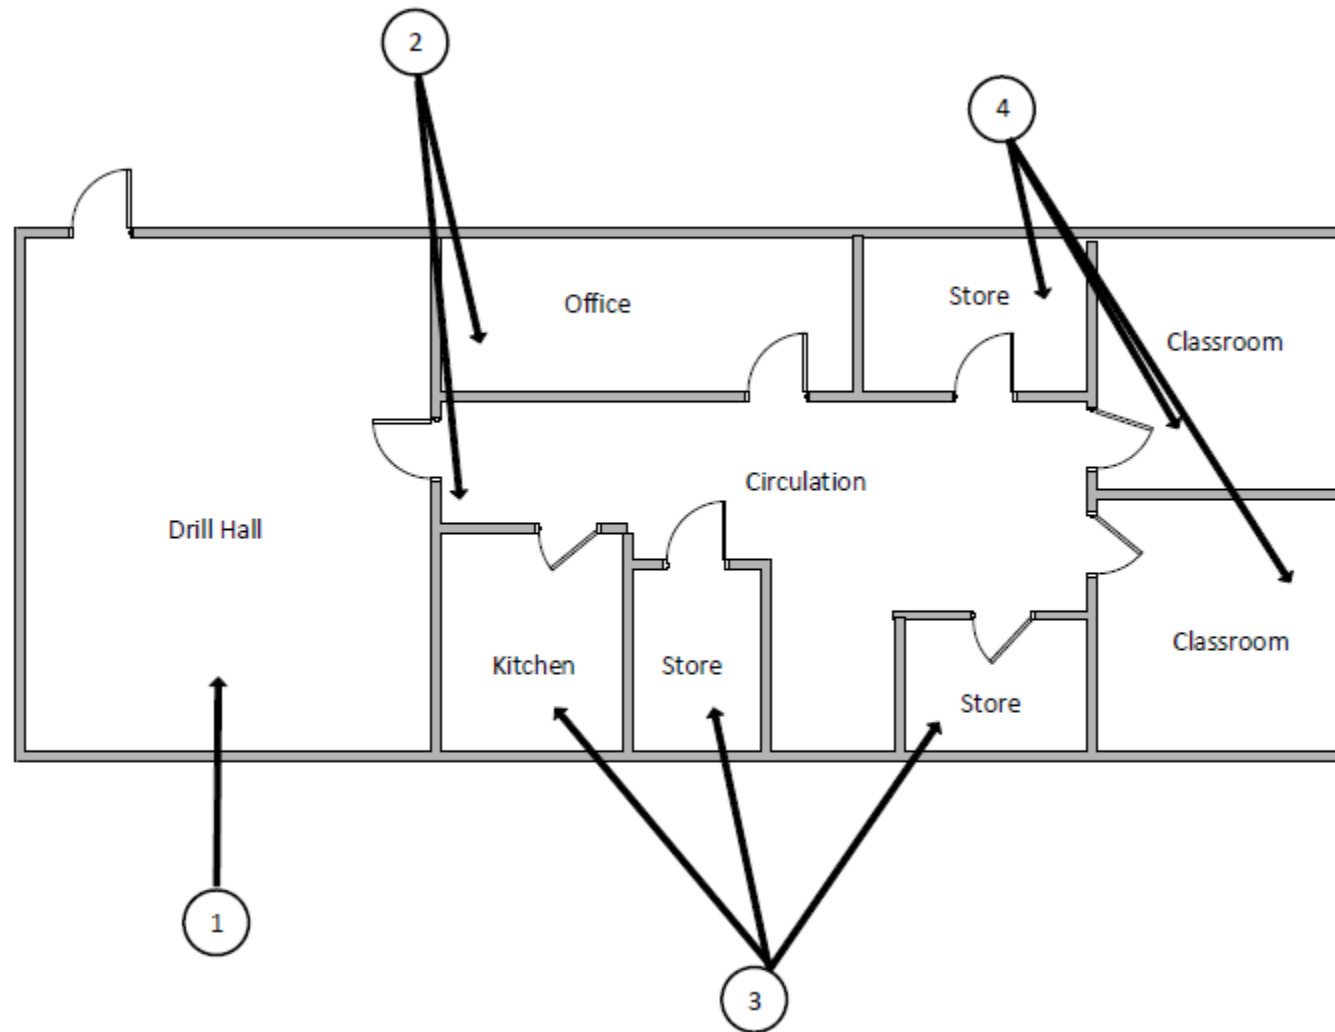 2
4
Office
Store
Classroom
Circulation
Drill Hall
Kitchen
Store
Store
Classroom
1
3